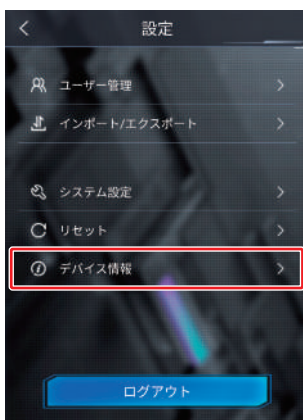 設定
ユーザー管理
インポート/エクスポート
システム設定
リセット
デバイス情報
ログアウト